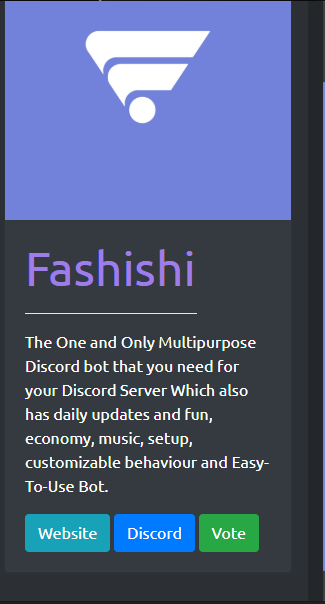 Fashishi
The One and Only Multipurpose
Discord bot that you need for
your Discord Server Which also
has daily updates and fun,
economy, music, setup,
customizable behaviour and Easy-
To-Use Bot.
Website Discord Vote